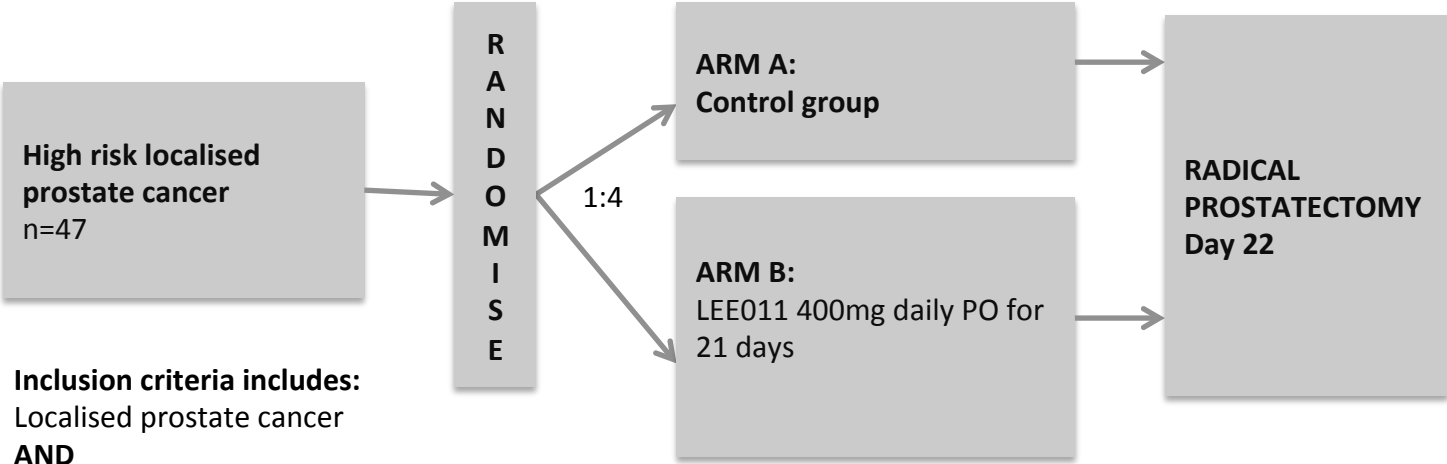 High risk localised
prostate cancer
n=47
R
A
N
D
O
M
I
S
E
1:4
ARM A:
Control group
ARM B:
LEE011 400mg daily PO for
21 days
RADICAL
PROSTATECTOMY
Day 22
Inclusion criteria includes:
Localised prostate cancer
AND